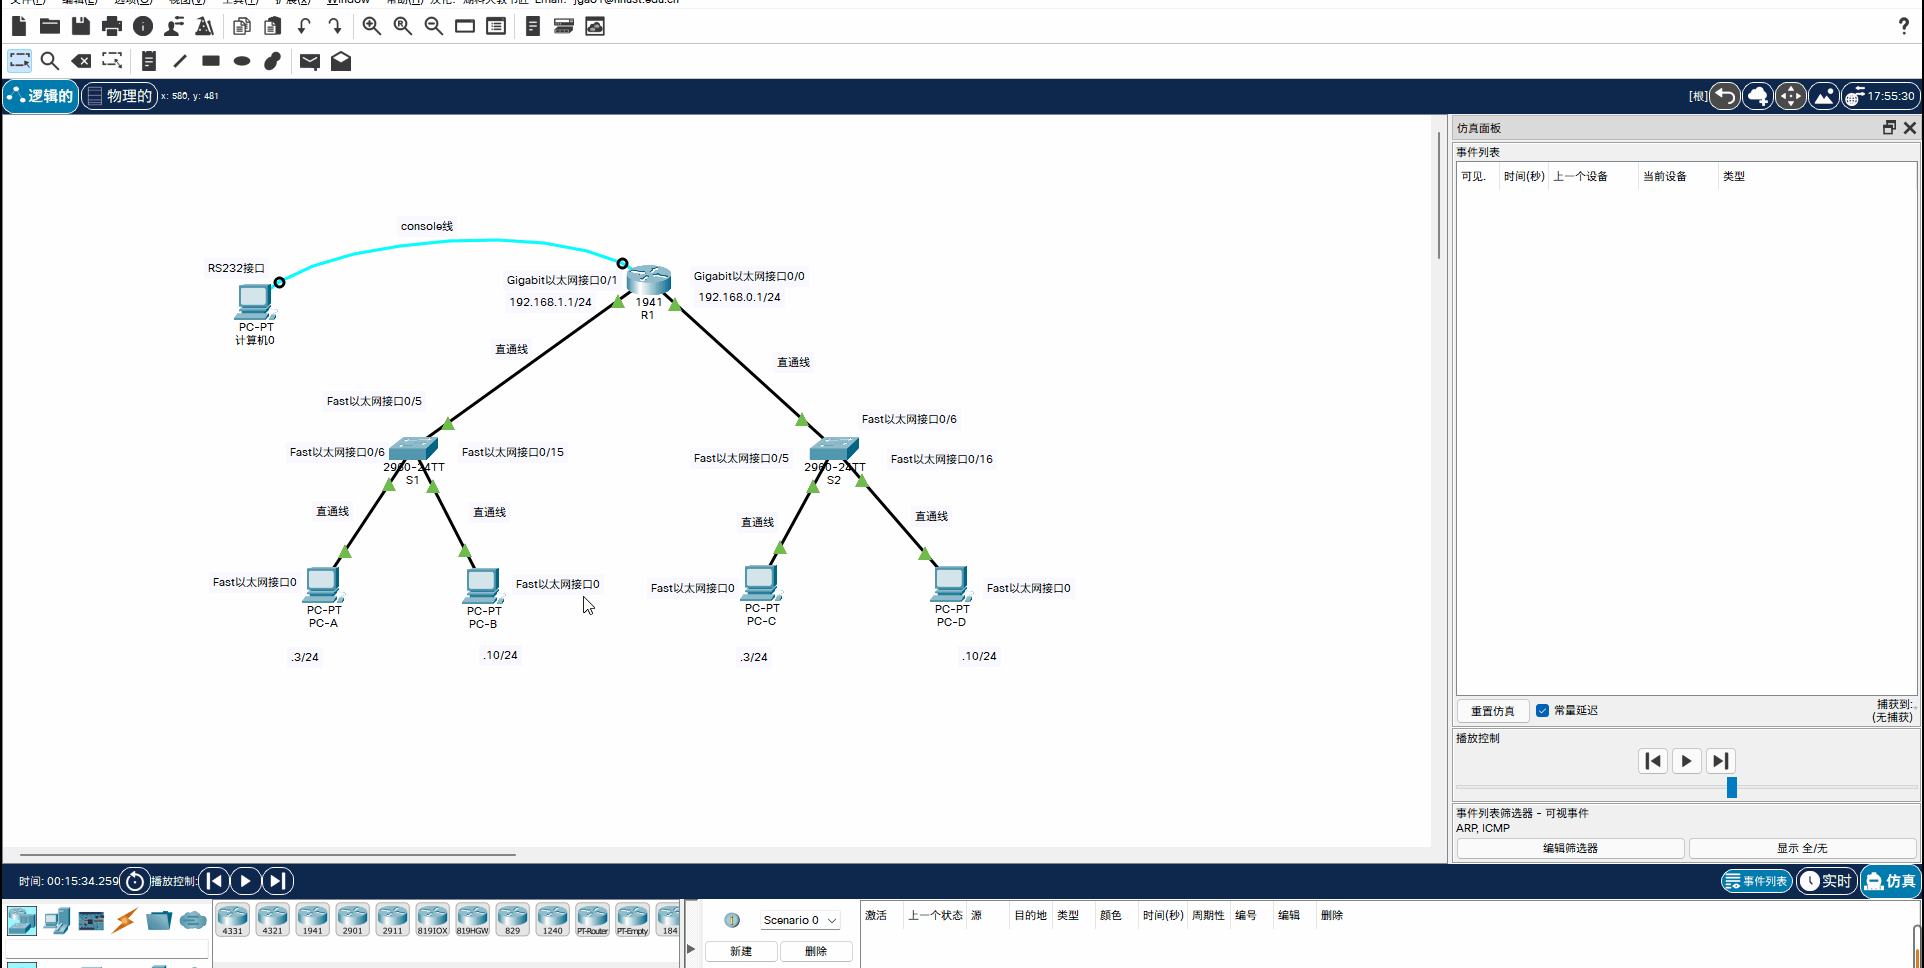 文件(F) 编辑(E) 选项(O) 视图(V) 工具(T) 扩展(X) Window 帮助(H)
逻辑的 物理的 x: 580, y: 481 [根] 17:55:30
仿真面板
事件列表
可见. 时间(秒) 上一个设备 当前设备 类型
console线
RS232接口
Gigabit以太网接口0/1
Gigabit以太网接口0/0
192.168.1.1/24
192.168.0.1/24
1941
R1
PC-PT
计算机0
直通线
直通线
Fast以太网接口0/5
Fast以太网接口0/6
Fast以太网接口0/6
Fast以太网接口0/15
Fast以太网接口0/5
Fast以太网接口0/16
2960-24TT
S1
2960-24TT
S2
直通线
直通线
直通线
直通线
Fast以太网接口0
Fast以太网接口0
Fast以太网接口0
Fast以太网接口0
PC-PT
PC-A
PC-PT
PC-B
PC-PT
PC-C
PC-PT
PC-D
.3/24
.10/24
.3/24
.10/24
重置仿真 常量延迟 捕获到:
(无捕获)
播放控制
事件列表筛选器 - 可视事件
ARP, ICMP
编辑筛选器 显示 全/无
时间: 00:15:34.259 播放控制: 事件列表 实时 仿真
4331 4321 1941 2901 2911 819IOX 819HGW 829 1240 PT-Router PT-Empty 184
Scenario 0
新建 删除
激活 上一个状态 源 目的地 类型 颜色 时间(秒) 周期性 编号 编辑 删除